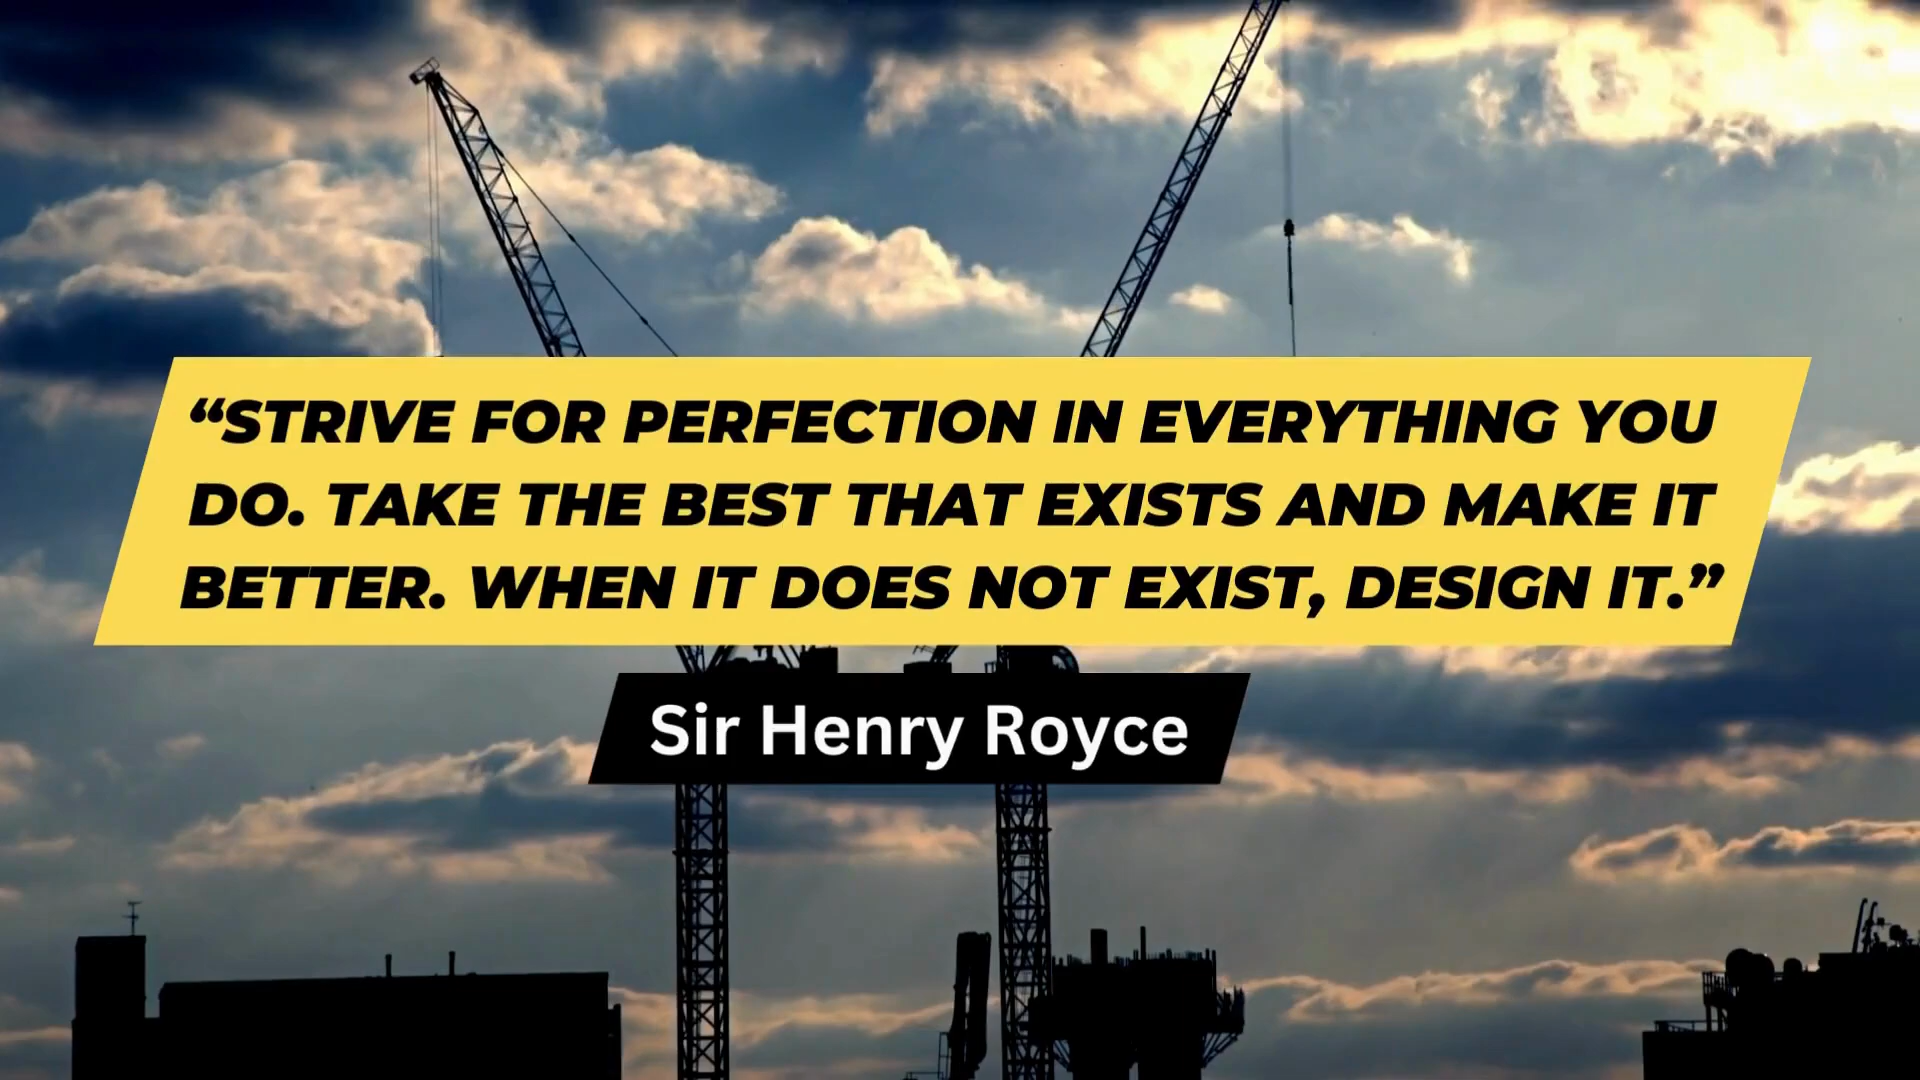 “STRIVE FOR PERFECTION IN EVERYTHING YOU
DO. TAKE THE BEST THAT EXISTS AND MAKE IT
BETTER. WHEN IT DOES NOT EXIST, DESIGN IT.”
Sir Henry Royce